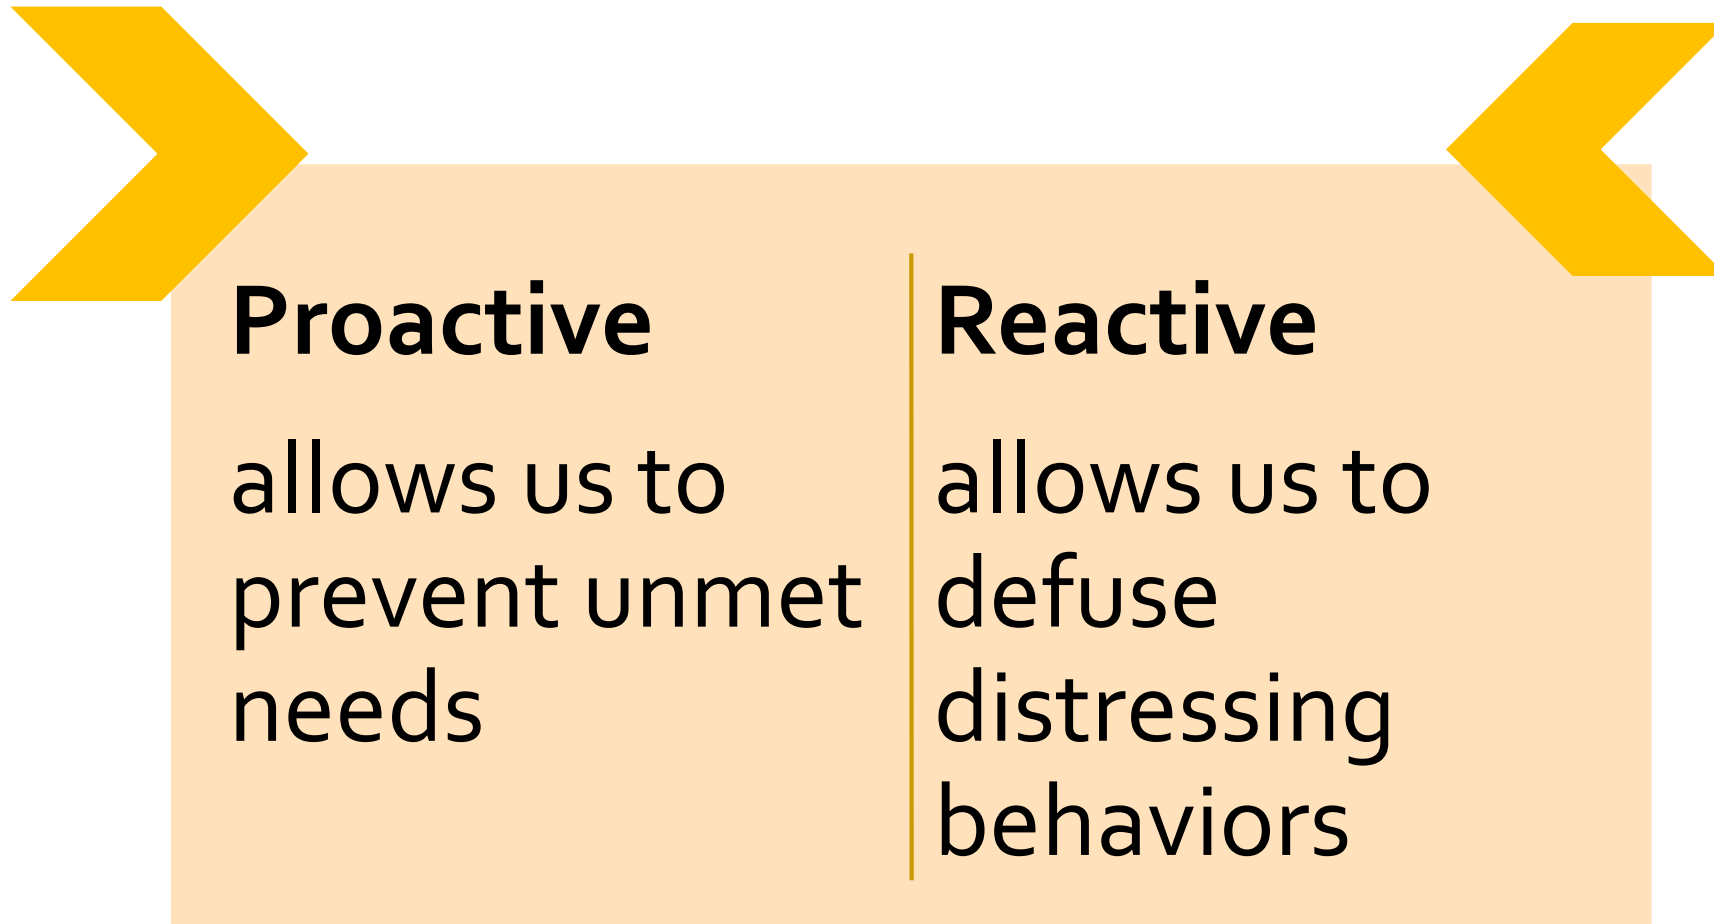 Proactive
allows us to
prevent unmet
needs
Reactive
allows us to
defuse
distressing
behaviors